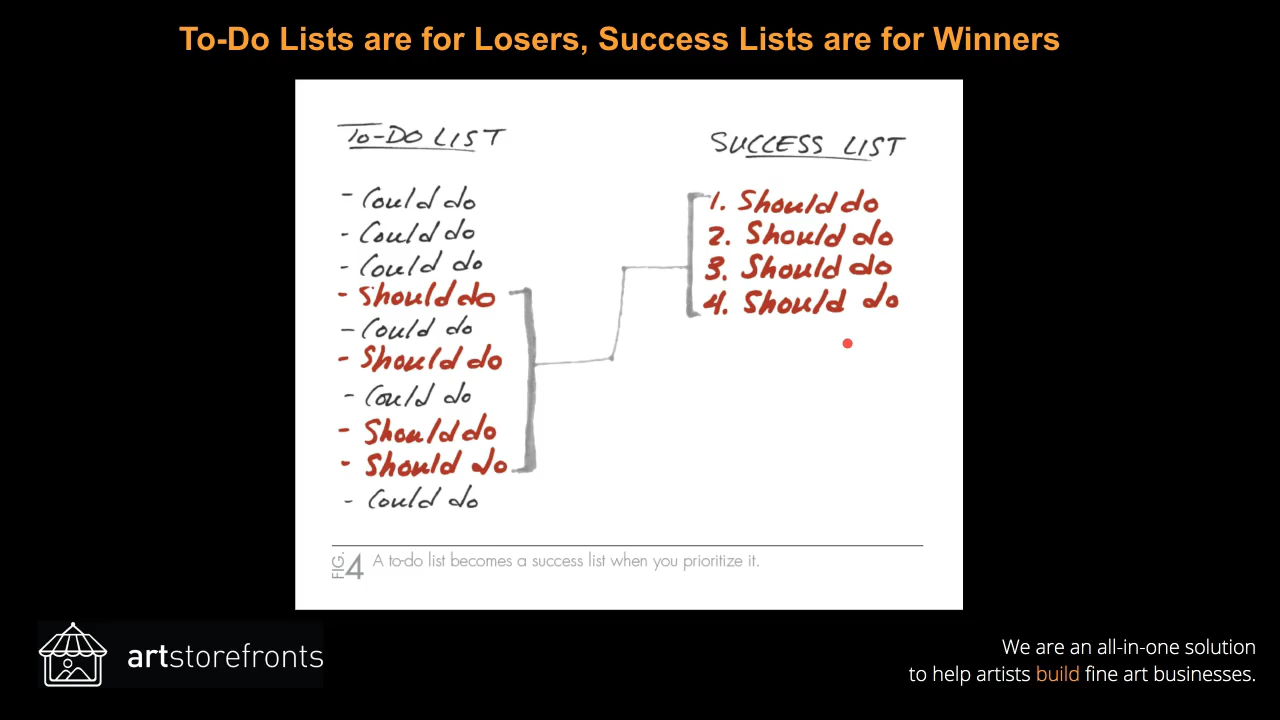 To-Do Lists are for Losers, Success Lists are for Winners
TO-DO LIST
- Could do
- Could do
- Could do
- Should do
- Could do
- Should do
- Could do
- Should do
- Should do
- Could do
SUCCESS LIST
1. Should do
2. Should do
3. Should do
4. Should do
FIG. 4 A to-do list becomes a success list when you prioritize it.
artstorefronts
We are an all-in-one solution
to help artists build fine art businesses.